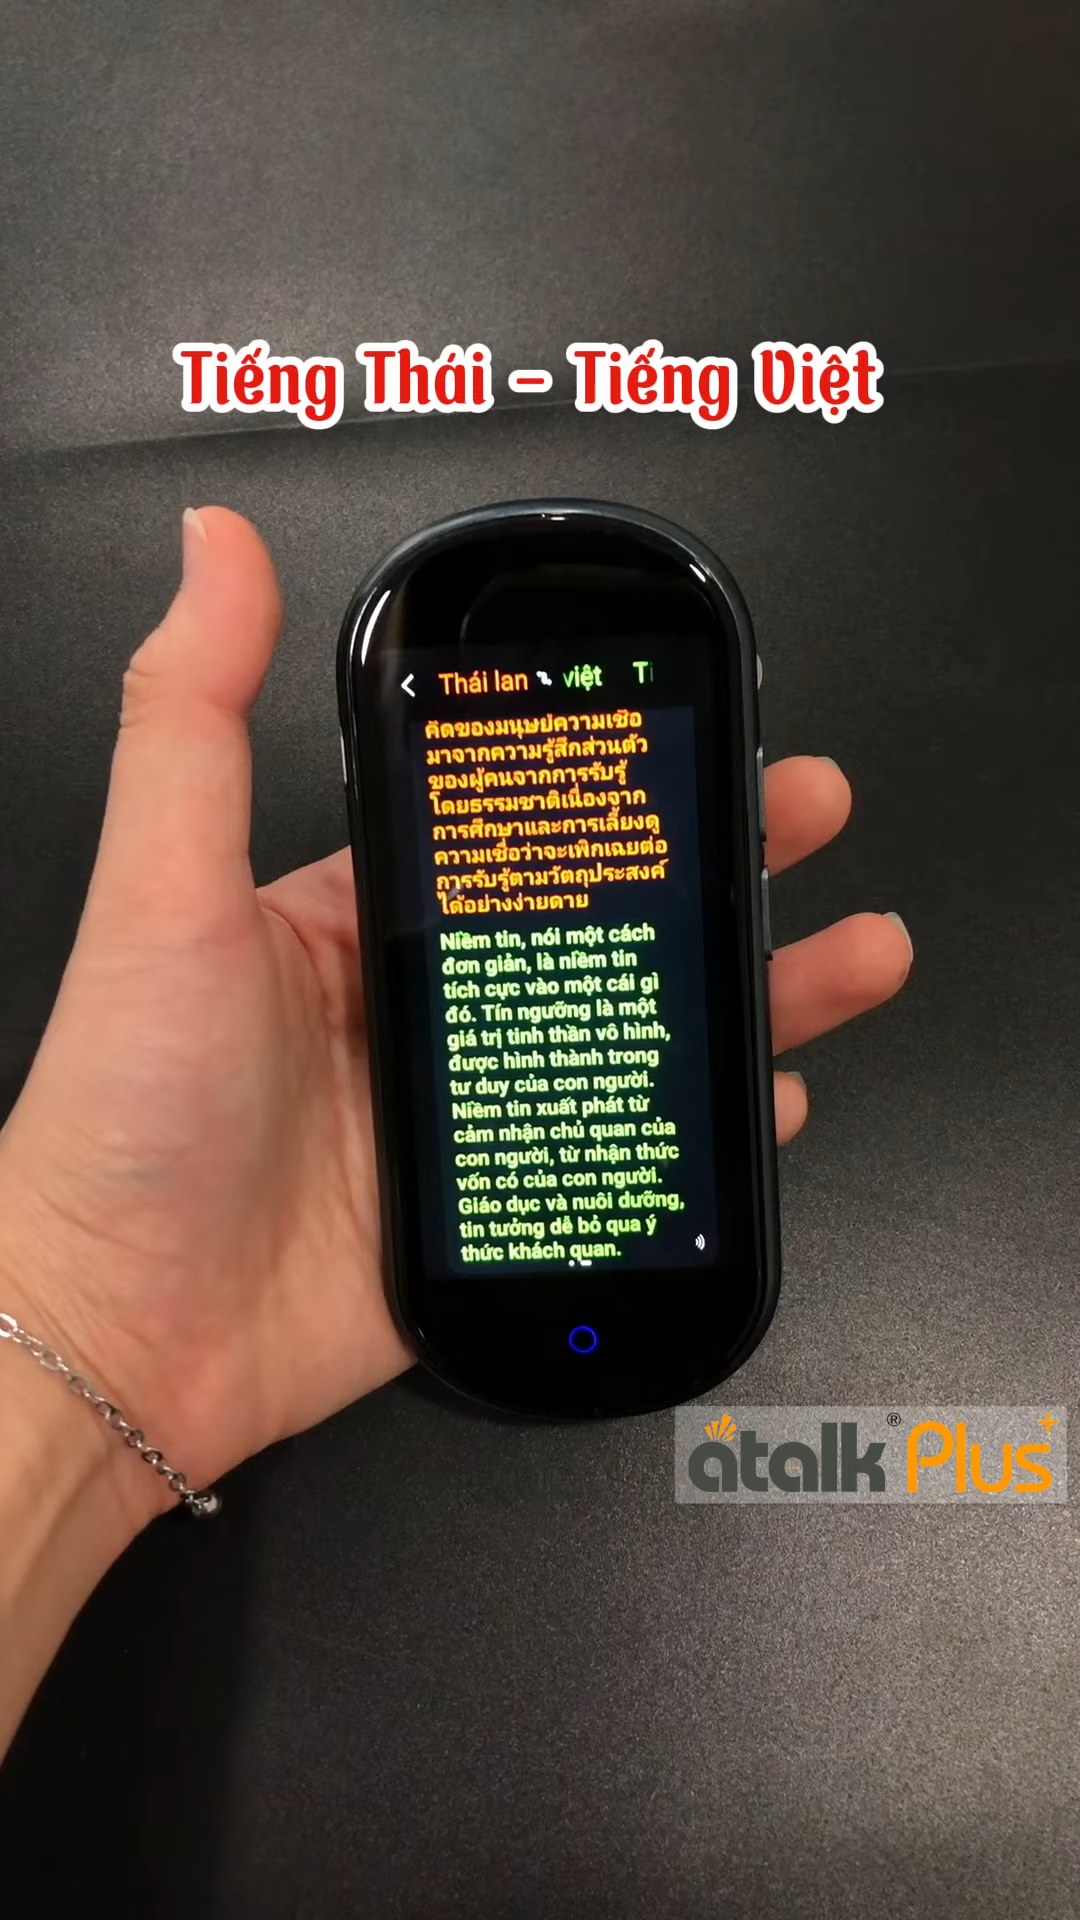 Tiếng Thái – Tiếng Việt
Thái lan việt Ti
คิดของมนุษย์ความเชื่อ
มาจากความรู้สึกส่วนตัว
ของผู้คนจากการรับรู้
โดยธรรมชาติเนื่องจาก
การศึกษาและการเลี้ยงดู
ความเชื่อว่าจะเพิกเฉยต่อ
การรับรู้ตามวัตถุประสงค์
ได้อย่างง่ายดาย
Niềm tin, nói một cách
đơn giản, là niềm tin
tích cực vào một cái gì
đó. Tín ngưỡng là một
giá trị tinh thần vô hình,
được hình thành trong
tư duy của con người.
Niềm tin xuất phát từ
cảm nhận chủ quan của
con người, từ nhận thức
vốn có của con người.
Giáo dục và nuôi dưỡng,
tin tưởng dễ bỏ qua ý
thức khách quan.
atalk® Plus+